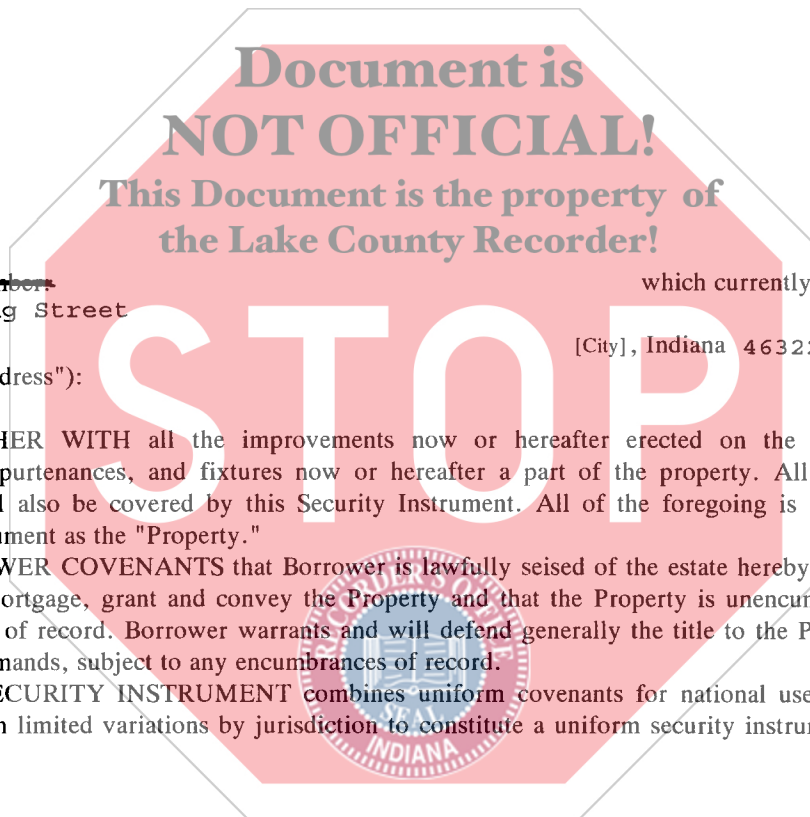 Document is
NOT OFFICIAL!
This Document is the property of
the Lake County Recorder!
nber:
which currently
g Street
[City], Indiana 4632
dress"):
STOP
HER WITH all the improvements now or hereafter erected on the
purtenances, and fixtures now or hereafter a part of the property. All
l also be covered by this Security Instrument. All of the foregoing is
ment as the "Property."
WER COVENANTS that Borrower is lawfully seised of the estate hereby
ortgage, grant and convey the Property and that the Property is unencu
of record. Borrower warrants and will defend generally the title to the P
mands, subject to any encumbrances of record.
ECURITY INSTRUMENT combines uniform covenants for national use
n limited variations by jurisdiction to constitute a uniform security instru
RECORDER'S OFFICE
SEAL
INDIANA